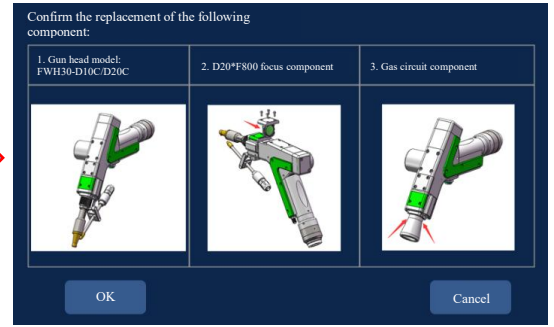 Confirm the replacement of the following
component:
1. Gun head model:
FWH30-D10C/D20C
2. D20*F800 focus component
3. Gas circuit component
OK
Cancel